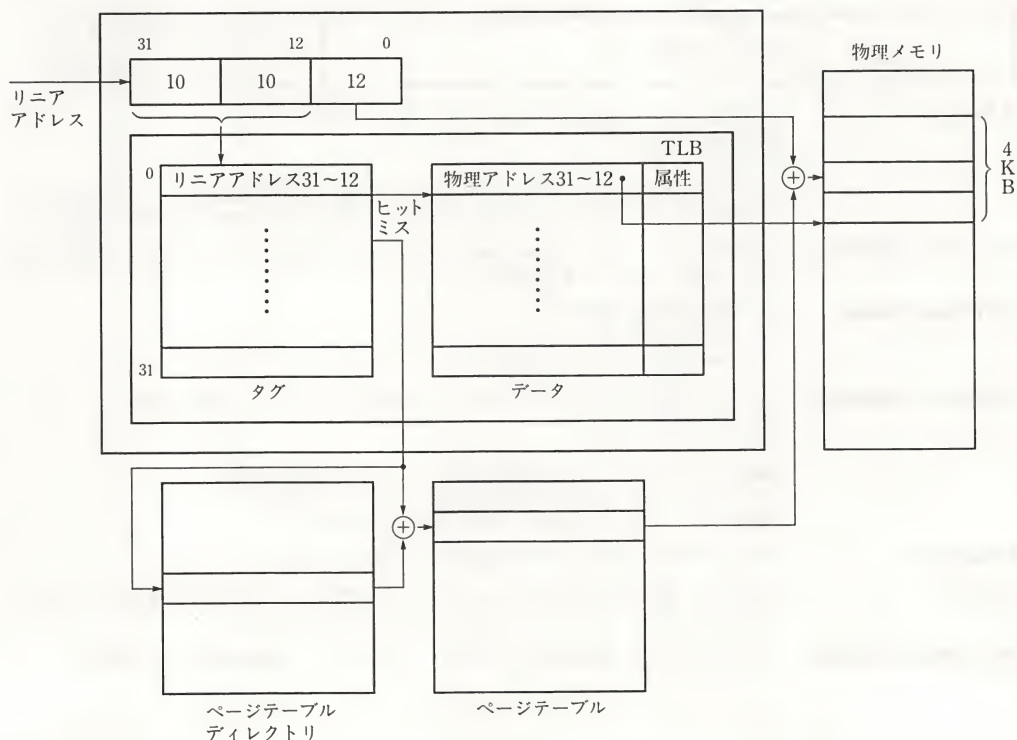 31 12 0
10 10 12
リニア
アドレス
物理メモリ
4
K
B
TLB
0
リニアアドレス31～12
ヒット
ミス
物理アドレス31～12
属性
31
タグ
データ
ページテーブル
ディレクトリ
ページテーブル